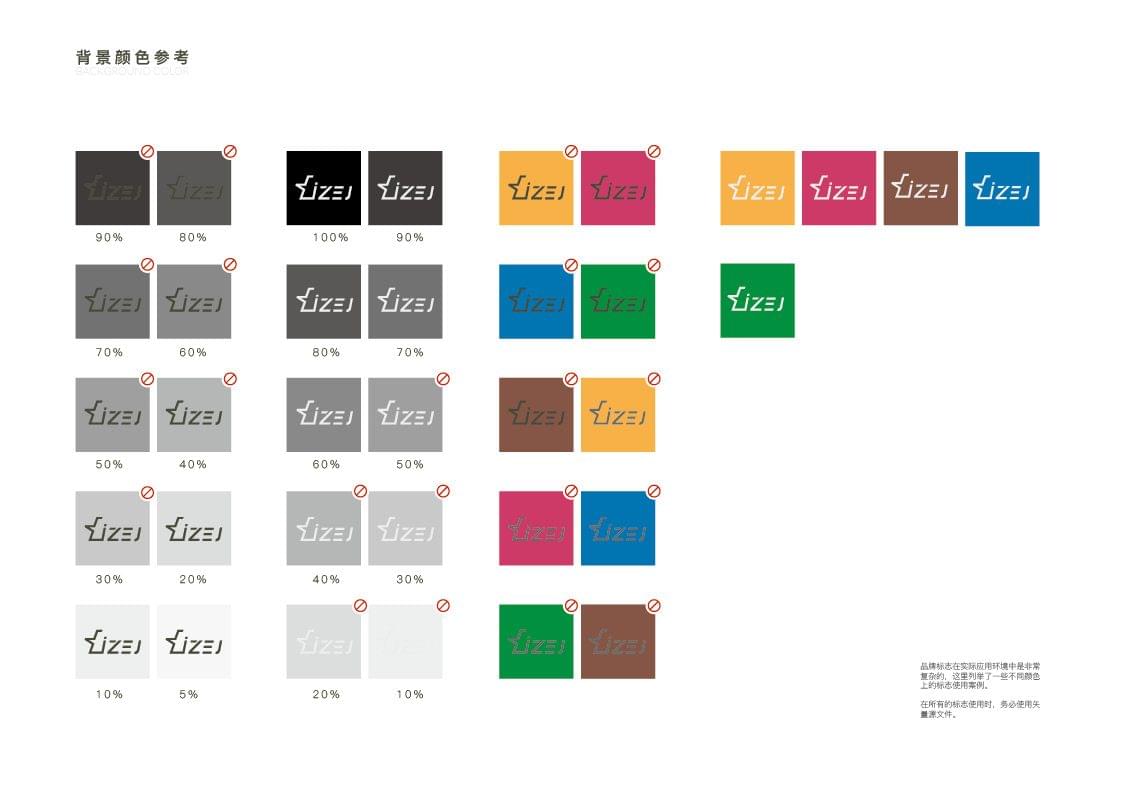 背景颜色参考
BACKGROUND COLOR
90% 80% 100% 90%
70% 60% 80% 70%
50% 40% 60% 50%
30% 20% 40% 30%
10% 5% 20% 10%
品牌标志在实际应用环境中是非常
复杂的，这里列举了一些不同颜色
上的标志使用案例。
在所有的标志使用时，务必使用矢
量源文件。